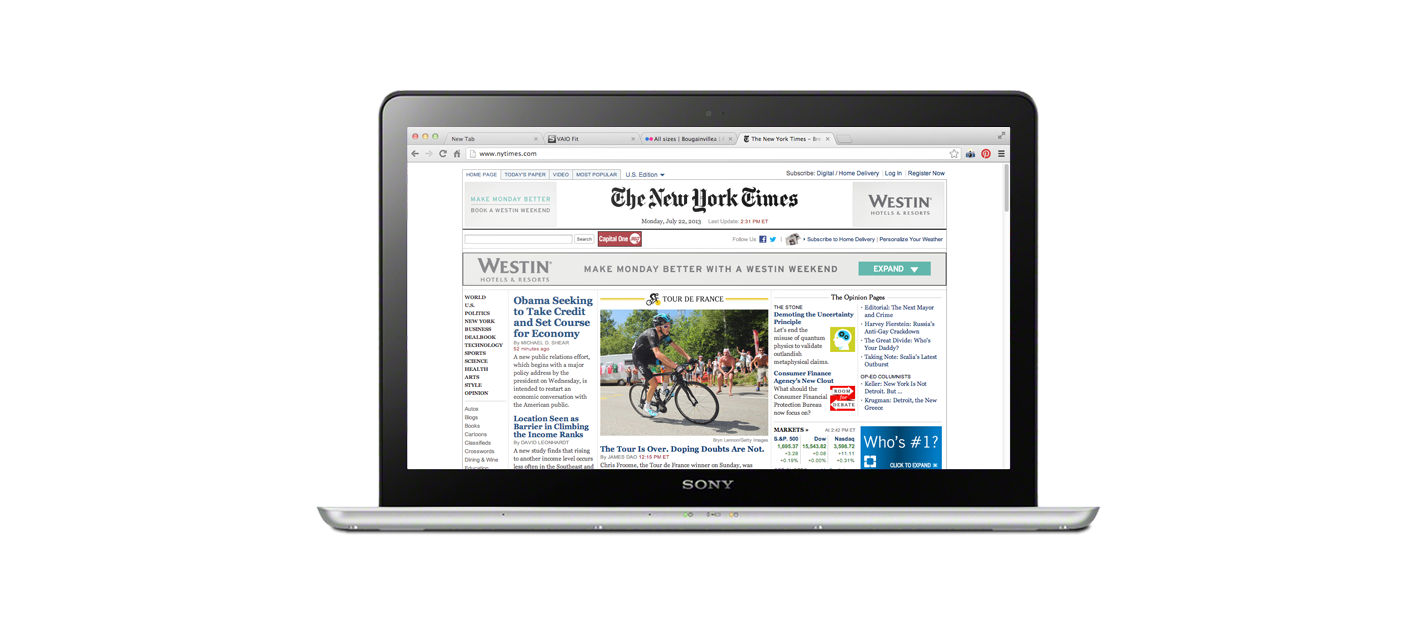 New Tab
VAIO Fit
All sizes | Bougainvillea |
The New York Times – Bre
www.nytimes.com
HOME PAGE TODAY'S PAPER VIDEO MOST POPULAR U.S. Edition
Subscribe: Digital / Home Delivery Log In Register Now
MAKE MONDAY BETTER
BOOK A WESTIN WEEKEND
The New York Times
Monday, July 22, 2013 Last Update: 2:31 PM ET
WESTIN
HOTELS & RESORTS
Search
Capital One 360
Follow Us
Subscribe to Home Delivery | Personalize Your Weather
WESTIN
HOTELS & RESORTS
MAKE MONDAY BETTER WITH A WESTIN WEEKEND
EXPAND
WORLD
U.S.
POLITICS
NEW YORK
BUSINESS
DEALBOOK
TECHNOLOGY
SPORTS
SCIENCE
HEALTH
ARTS
STYLE
OPINION
Autos
Blogs
Books
Cartoons
Classifieds
Crosswords
Dining & Wine
Education
Obama Seeking
to Take Credit
and Set Course
for Economy
By MICHAEL D. SHEAR
52 minutes ago
A new public relations effort,
which begins with a major
policy address by the
president on Wednesday, is
intended to restart an
economic conversation with
the American public.
Location Seen as
Barrier in Climbing
the Income Ranks
By DAVID LEONHARDT
A new study finds that rising
to another income level occurs
less often in the Southeast and
TOUR DE FRANCE
Bryn Lennon/Getty Images
The Tour Is Over. Doping Doubts Are Not.
By JAMES DAO 12:15 PM ET
Chris Froome, the Tour de France winner on Sunday, was
The Opinion Pages
THE STONE
Demoting the Uncertainty
Principle
Let's end the
misuse of quantum
physics to validate
outlandish
metaphysical claims.
Consumer Finance
Agency's New Clout
What should the
Consumer Financial
Protection Bureau
now focus on?
ROOM
for
DEBATE
Editorial: The Next Mayor
and Crime
Harvey Fierstein: Russia's
Anti-Gay Crackdown
The Great Divide: Who's
Your Daddy?
Taking Note: Scalia's Latest
Outburst
OP-ED COLUMNISTS
Keller: New York Is Not
Detroit. But ...
Krugman: Detroit, the New
Greece
MARKETS At 2:42 PM ET
S.&P. 500 Dow Nasdaq
1,695.37 15,543.82 3,598.72
+3.28 +0.08 +11.11
+0.19% +0.00% +0.31%
Who's #1?
CLICK TO EXPAND
SONY